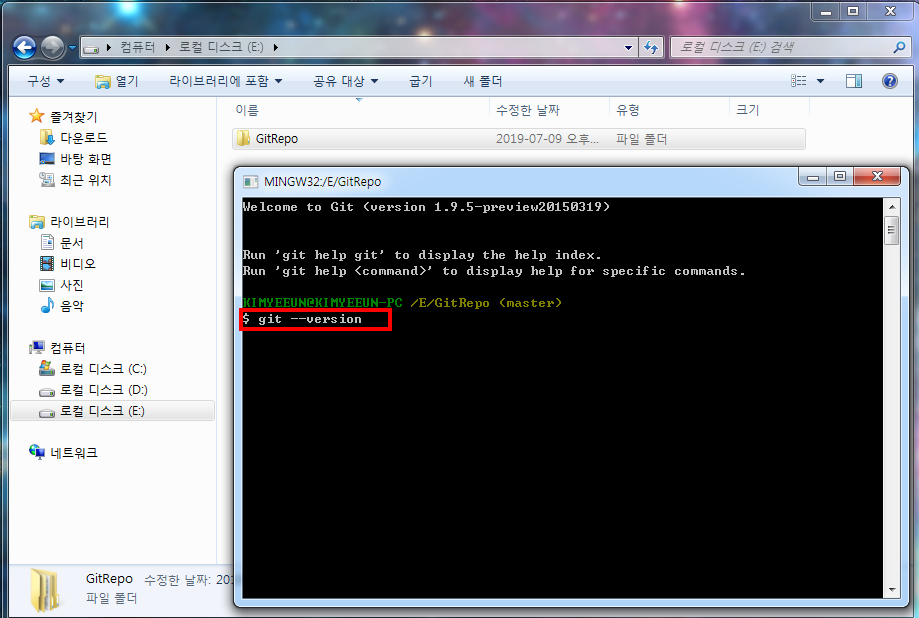 컴퓨터 로컬 디스크 (E:)
로컬 디스크 (E:) 검색
구성 열기 라이브러리에 포함 공유 대상 굽기 새 폴더
즐겨찾기
다운로드
바탕 화면
최근 위치
라이브러리
문서
비디오
사진
음악
컴퓨터
로컬 디스크 (C:)
로컬 디스크 (D:)
로컬 디스크 (E:)
네트워크
이름 수정한 날짜 유형 크기
GitRepo 2019-07-09 오후... 파일 폴더
MINGW32:/E/GitRepo
Welcome to Git (version 1.9.5-preview20150319)
Run 'git help git' to display the help index.
Run 'git help <command>' to display help for specific commands.
KIMYEEUN@KIMYEEUN-PC /E/GitRepo (master)
$ git --version
GitRepo 수정한 날짜: 20
파일 폴더